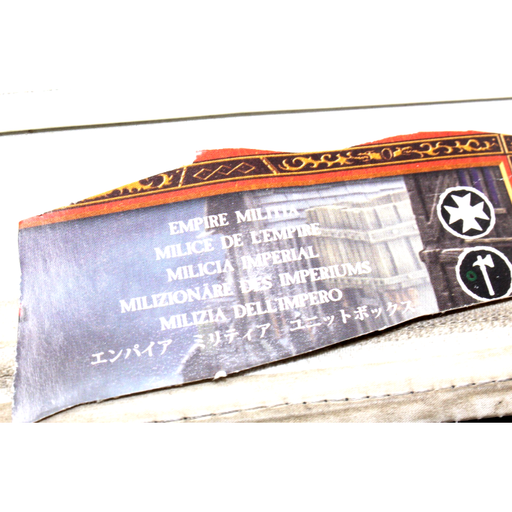 EMPIRE MILITIA
MILICE DE L'EMPIRE
MILICIA IMPERIAL
MILIZIONÄRE DES IMPERIUMS
MILIZIA DELL'IMPERO
エンパイア ミリティア ユニットボックス